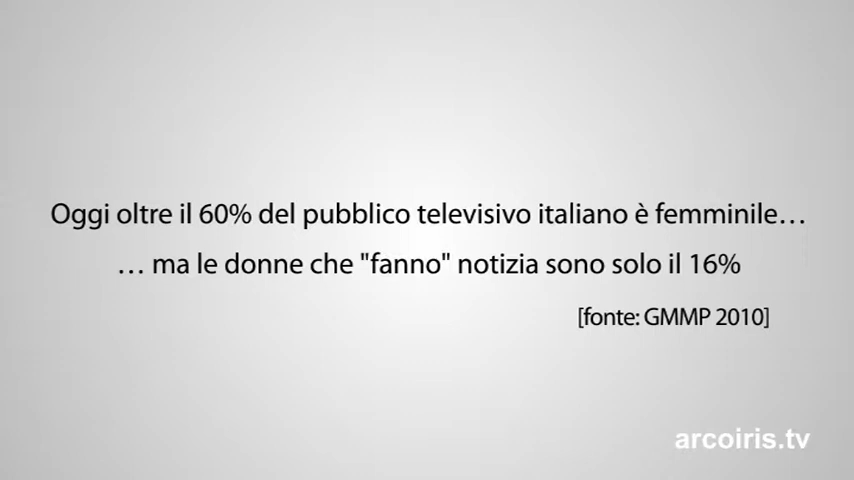 Oggi oltre il 60% del pubblico televisivo italiano è femminile…
… ma le donne che "fanno" notizia sono solo il 16%
[fonte: GMMP 2010]
arcoiris.tv